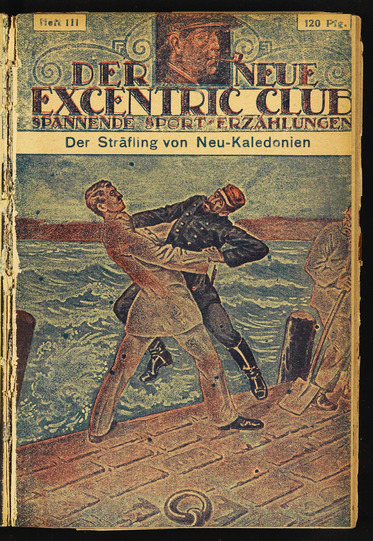 Heft 111
120 Pfg.
DER NEUE
EXCENTRIC CLUB
SPANNENDE SPORT-ERZÄHLUNGEN
Der Sträfling von Neu-Kaledonien